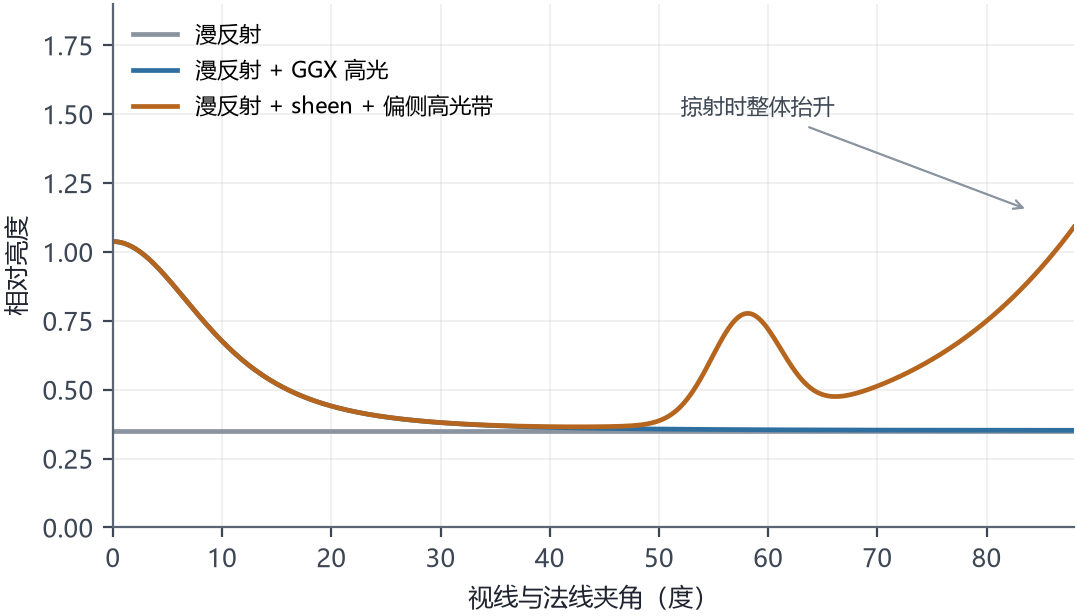 漫反射
漫反射 + GGX 高光
漫反射 + sheen + 偏侧高光带
掠射时整体抬升
相对亮度
1.75
1.50
1.25
1.00
0.75
0.50
0.25
0.00
0 10 20 30 40 50 60 70 80
视线与法线夹角（度）